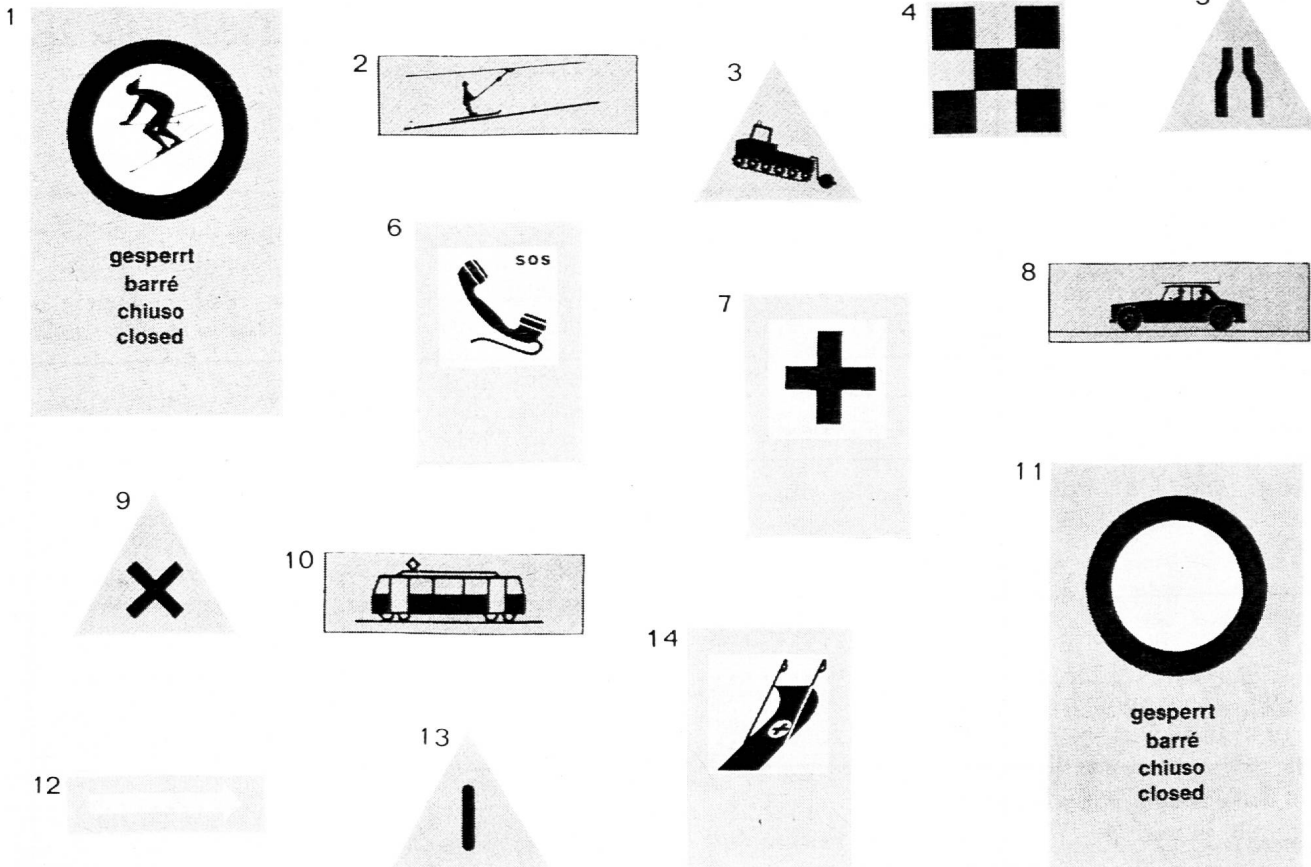 1
2
3
4
5
6
sos
7
8
gesperrt
barré
chiuso
closed
9
10
11
12
13
14
gesperrt
barré
chiuso
closed